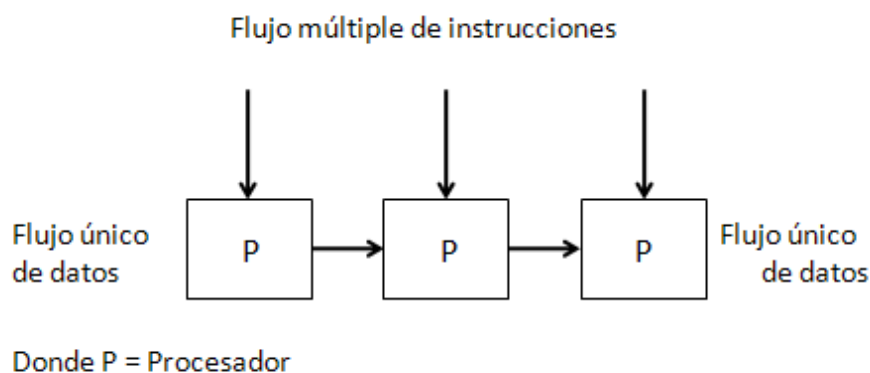 Flujo múltiple de instrucciones
P P P
Flujo único
de datos
Flujo único
de datos
Donde P = Procesador